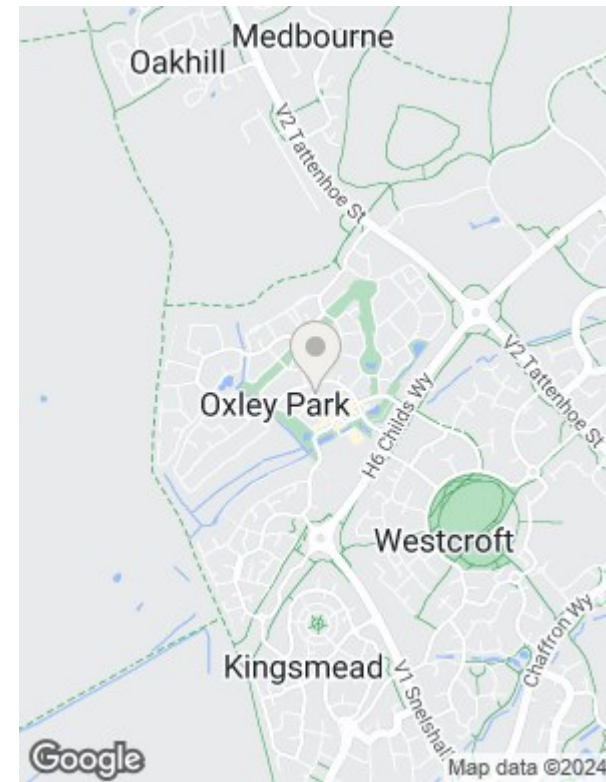 Medbourne
Oakhill
V2 Tattenhoe St
Oxley Park
H6 Childs Wy
V2 Tattenhoe St
Westcroft
Chaffron Wy
Kingsmead
V1 Snelshall
Google
Map data ©2024